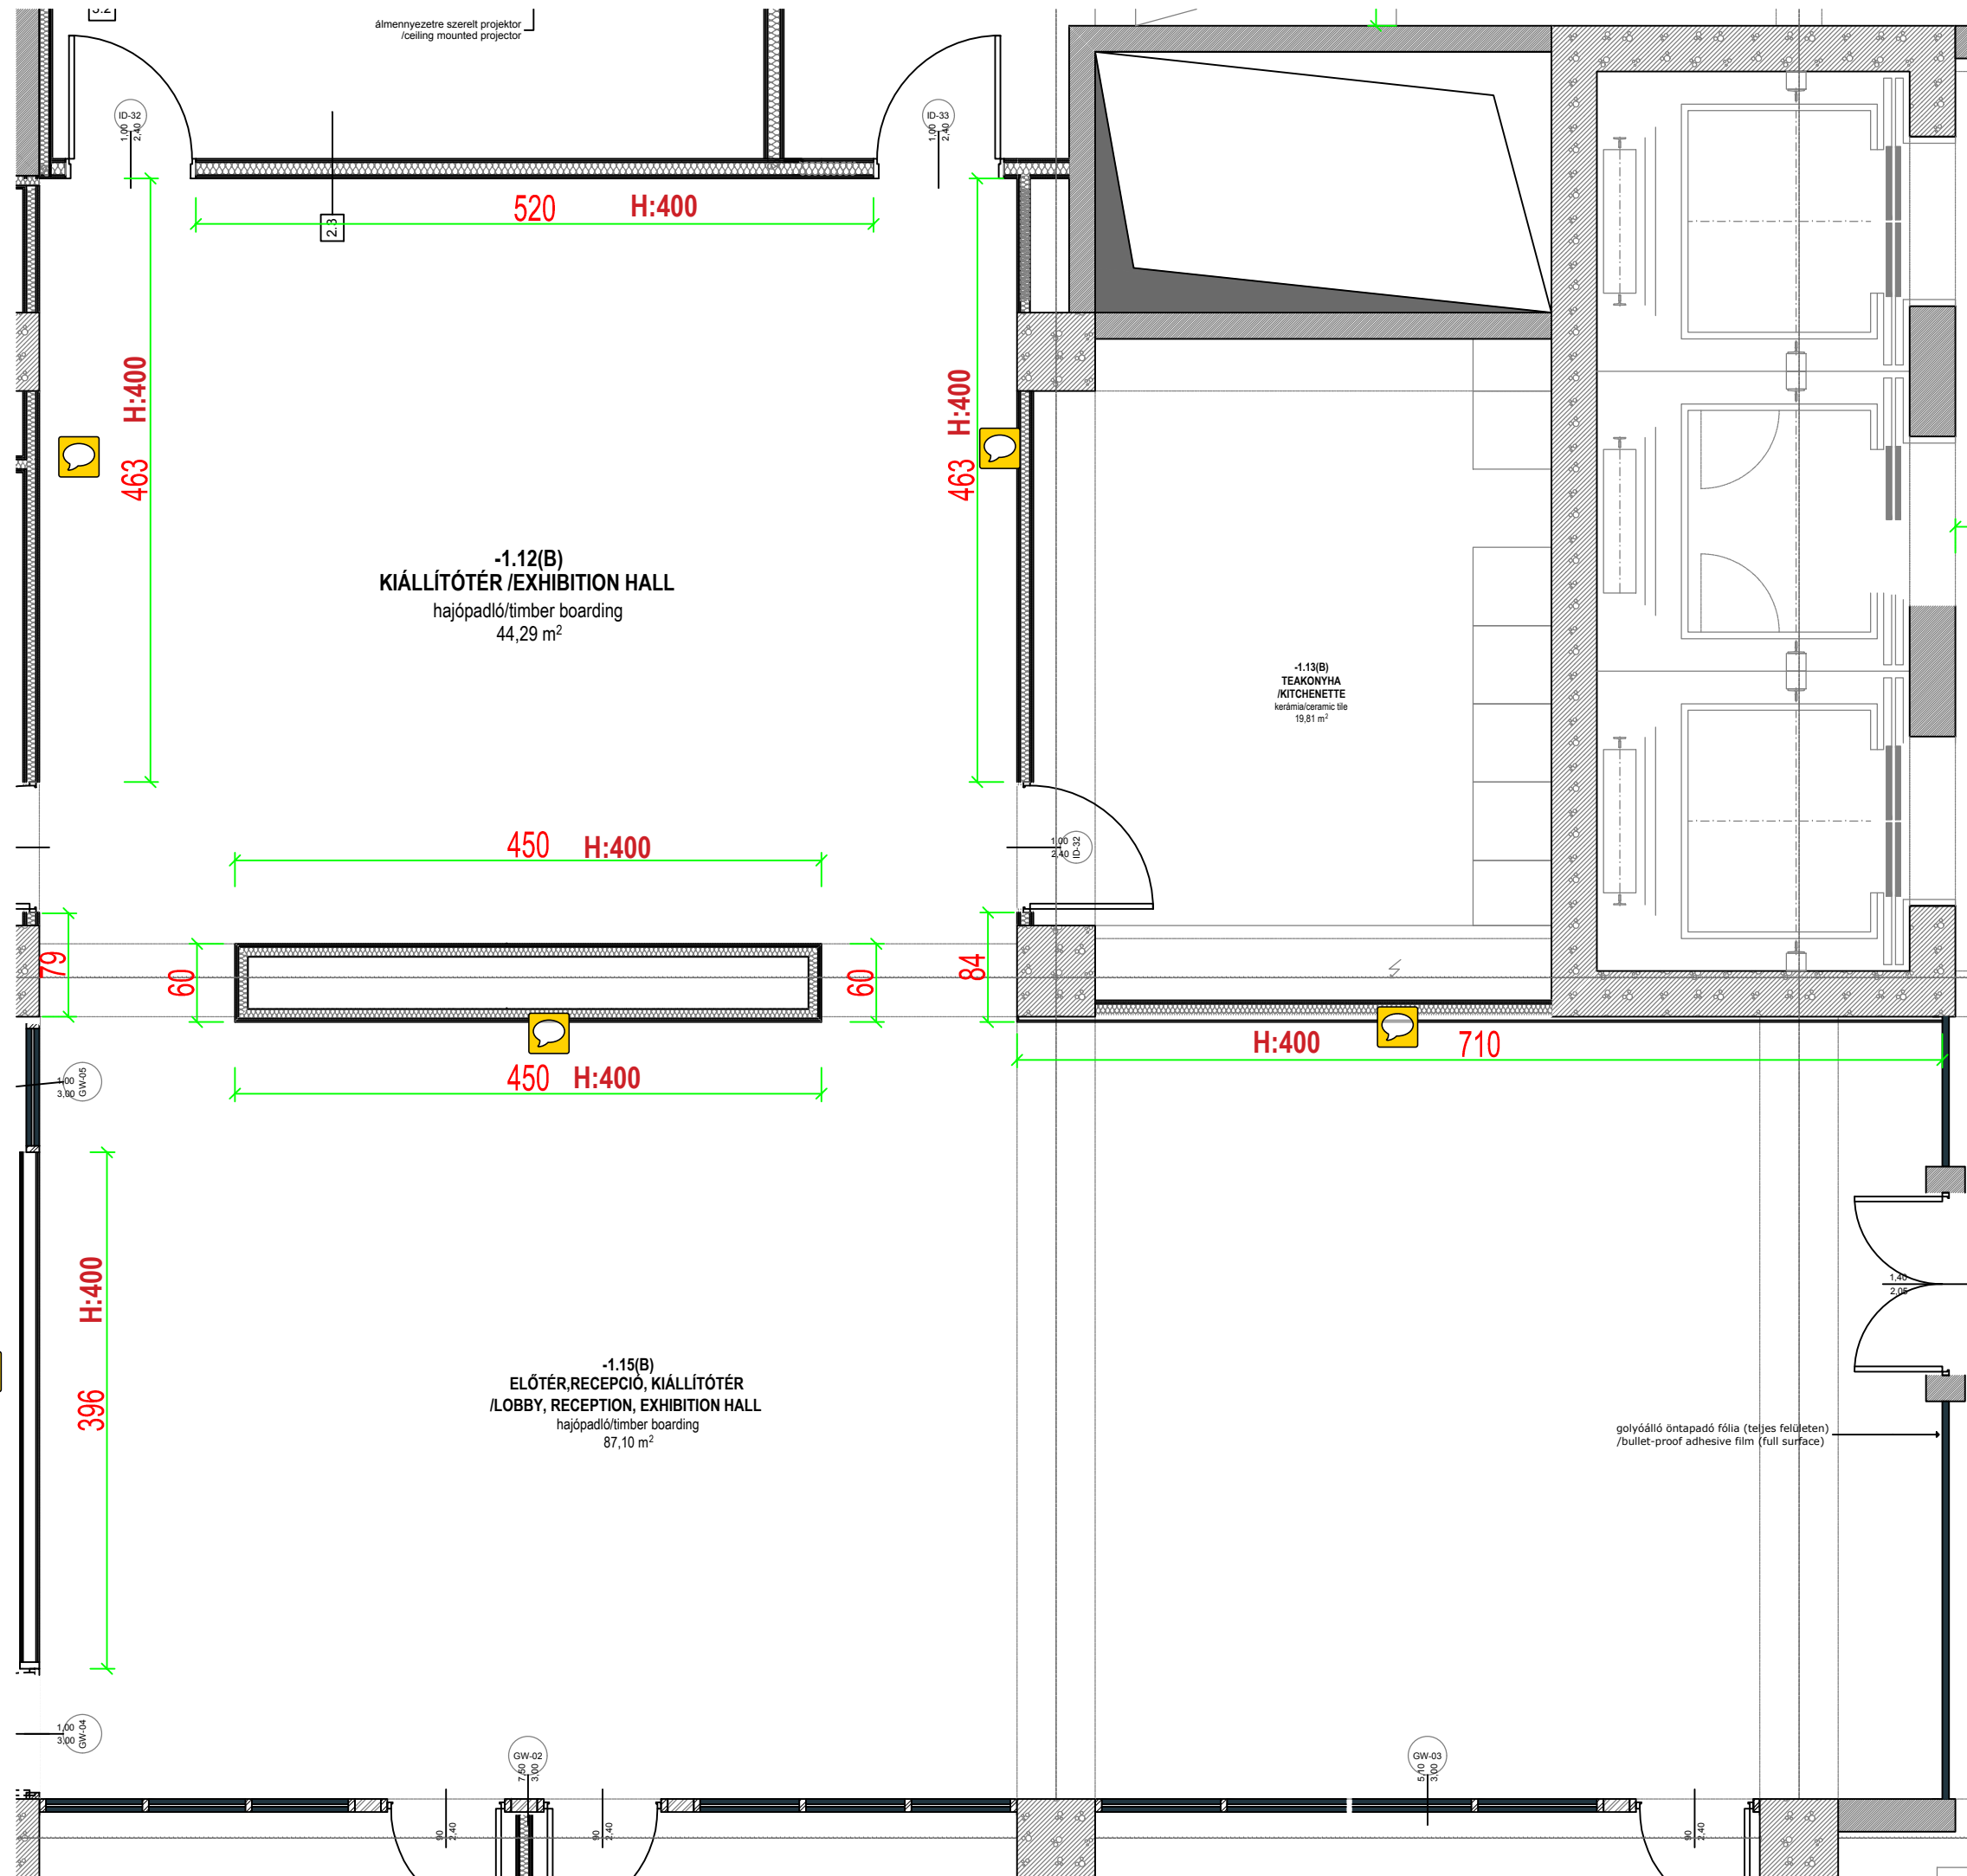 álmennyezetre szerelt projektor
/ceiling mounted projector
ID-32
1,00
2,40
ID-33
1,00
2,40
520
H:400
2.3
H:400
463
H:400
463
-1.12(B)
KIÁLLÍTÓTÉR /EXHIBITION HALL
hajópadló/timber boarding
44,29 m²
-1.13(B)
TEAKONYHA
/KITCHENETTE
kerámia/ceramic tile
19,81 m²
450
H:400
1,00
2,40
ID-32
79
60
60
84
H:400
710
450
H:400
1,00
3,00
GW-05
H:400
396
1,40
2,05
-1.15(B)
ELŐTÉR,RECEPCIÓ, KIÁLLÍTÓTÉR
/LOBBY, RECEPTION, EXHIBITION HALL
hajópadló/timber boarding
87,10 m²
golyóálló öntapadó fólia (teljes felületen)
/bullet-proof adhesive film (full surface)
1,00
3,00
GW-04
GW-02
7,50
3,00
GW-03
5,10
3,00
90
2,40
90
2,40
90
2,40